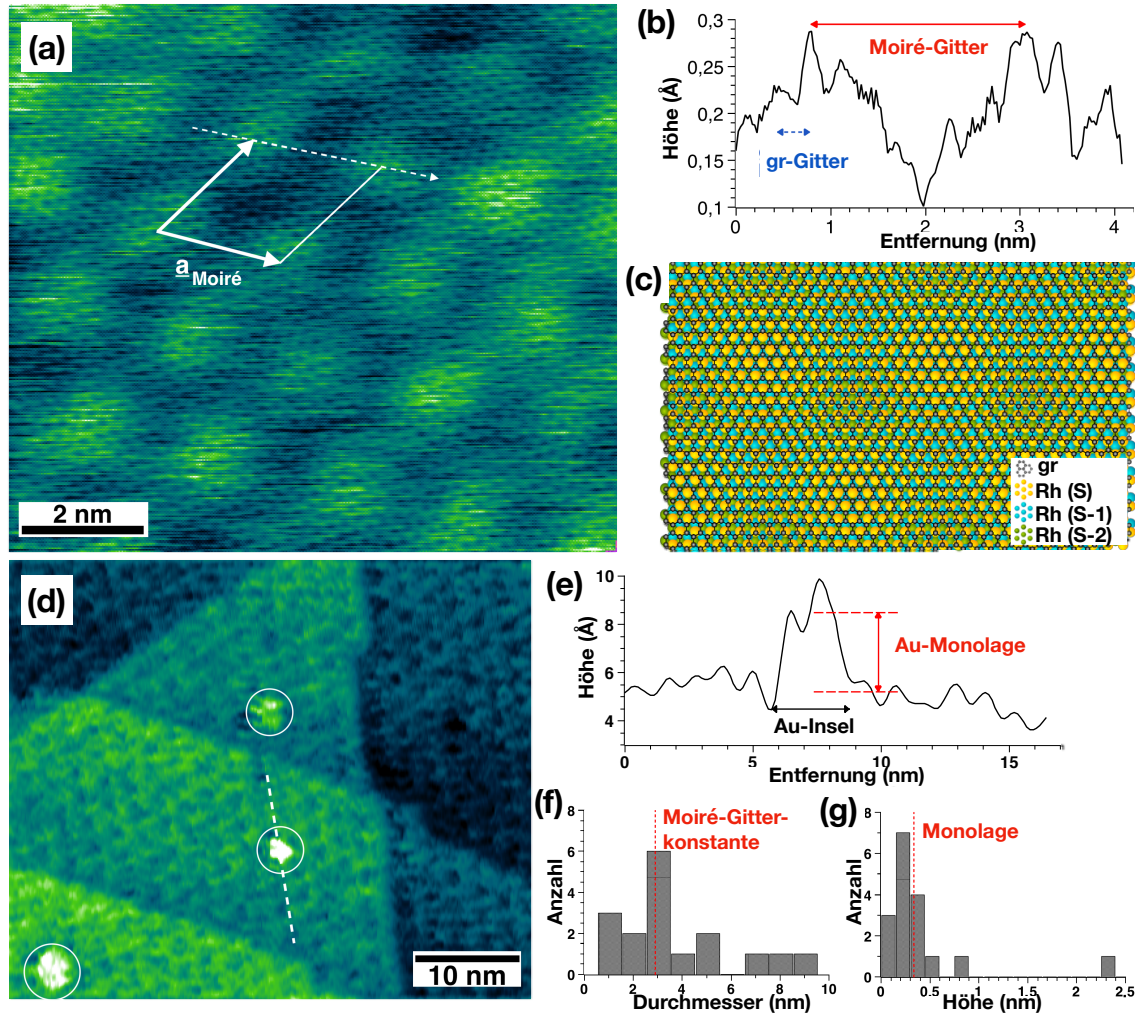 (a)
a Moiré
2 nm
(b)
Höhe (Å)
0,3
0,25
0,2
0,15
0,1
Moiré-Gitter
gr-Gitter
0
2
4
Entfernung (nm)
(c)
gr
Rh (S)
Rh (S-1)
Rh (S-2)
(d)
10 nm
(e)
Höhe (Å)
10
8
6
4
Au-Monolage
Au-Insel
0
5
10
15
Entfernung (nm)
(f)
Anzahl
8
6
4
2
0
Moiré-Gitter-
konstante
0
2
4
6
8
10
Durchmesser (nm)
(g)
Anzahl
8
6
4
2
0
Monolage
0
0.5
1
1.5
2
2,5
Höhe (nm)